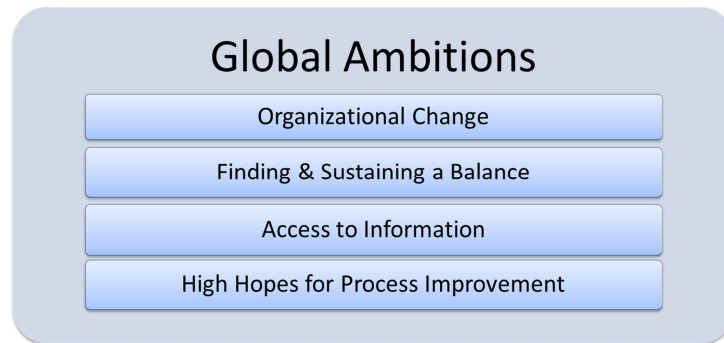 Global Ambitions
Organizational Change
Finding & Sustaining a Balance
Access to Information
High Hopes for Process Improvement